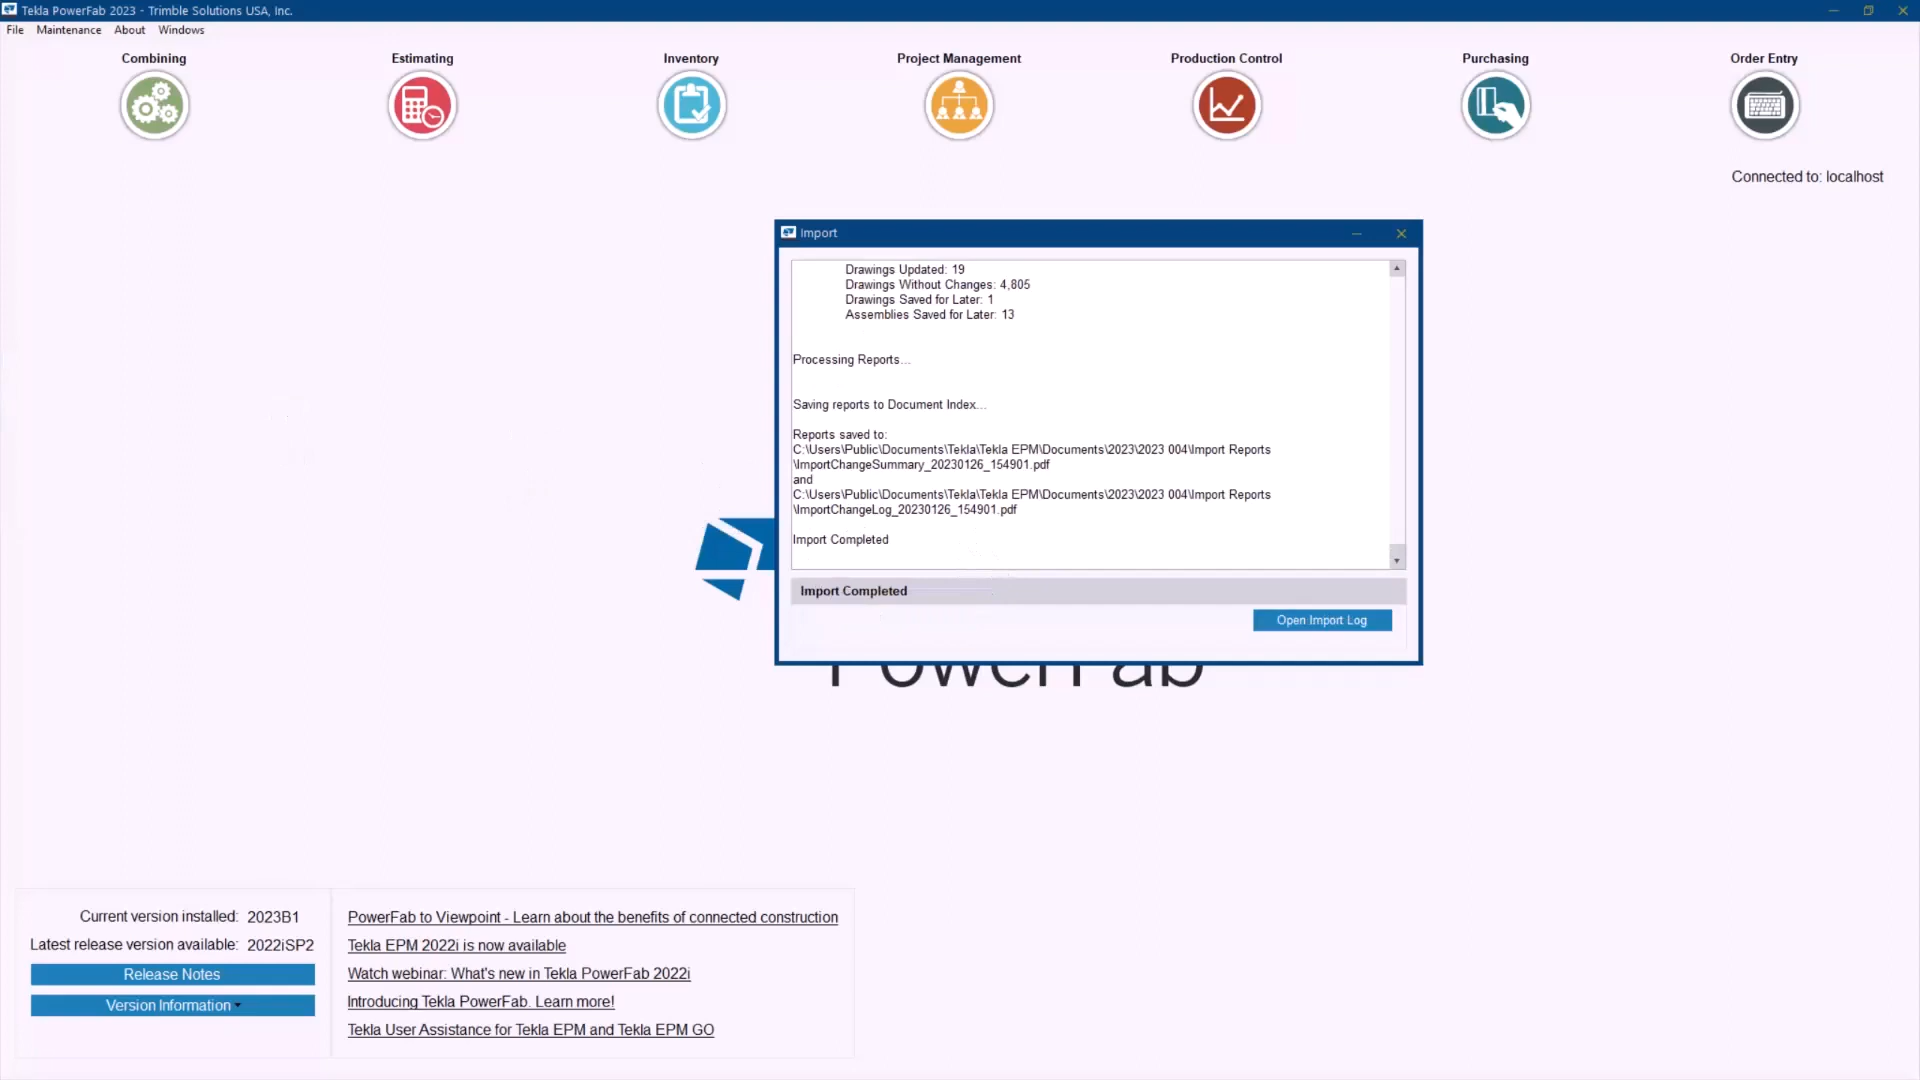 Tekla PowerFab 2023 - Trimble Solutions USA, Inc.
File Maintenance About Windows
Combining Estimating Inventory Project Management Production Control Purchasing Order Entry
Connected to: localhost
Import
Drawings Updated: 19
Drawings Without Changes: 4,805
Drawings Saved for Later: 1
Assemblies Saved for Later: 13
Processing Reports...
Saving reports to Document Index...
Reports saved to:
C:\Users\Public\Documents\Tekla\Tekla EPM\Documents\2023\2023 004\Import Reports
\ImportChangeSummary_20230126_154901.pdf
and
C:\Users\Public\Documents\Tekla\Tekla EPM\Documents\2023\2023 004\Import Reports
\ImportChangeLog_20230126_154901.pdf
Import Completed
Import Completed
Open Import Log
PowerFab
Current version installed: 2023B1
Latest release version available: 2022iSP2
Release Notes
Version Information
PowerFab to Viewpoint - Learn about the benefits of connected construction
Tekla EPM 2022i is now available
Watch webinar: What's new in Tekla PowerFab 2022i
Introducing Tekla PowerFab. Learn more!
Tekla User Assistance for Tekla EPM and Tekla EPM GO